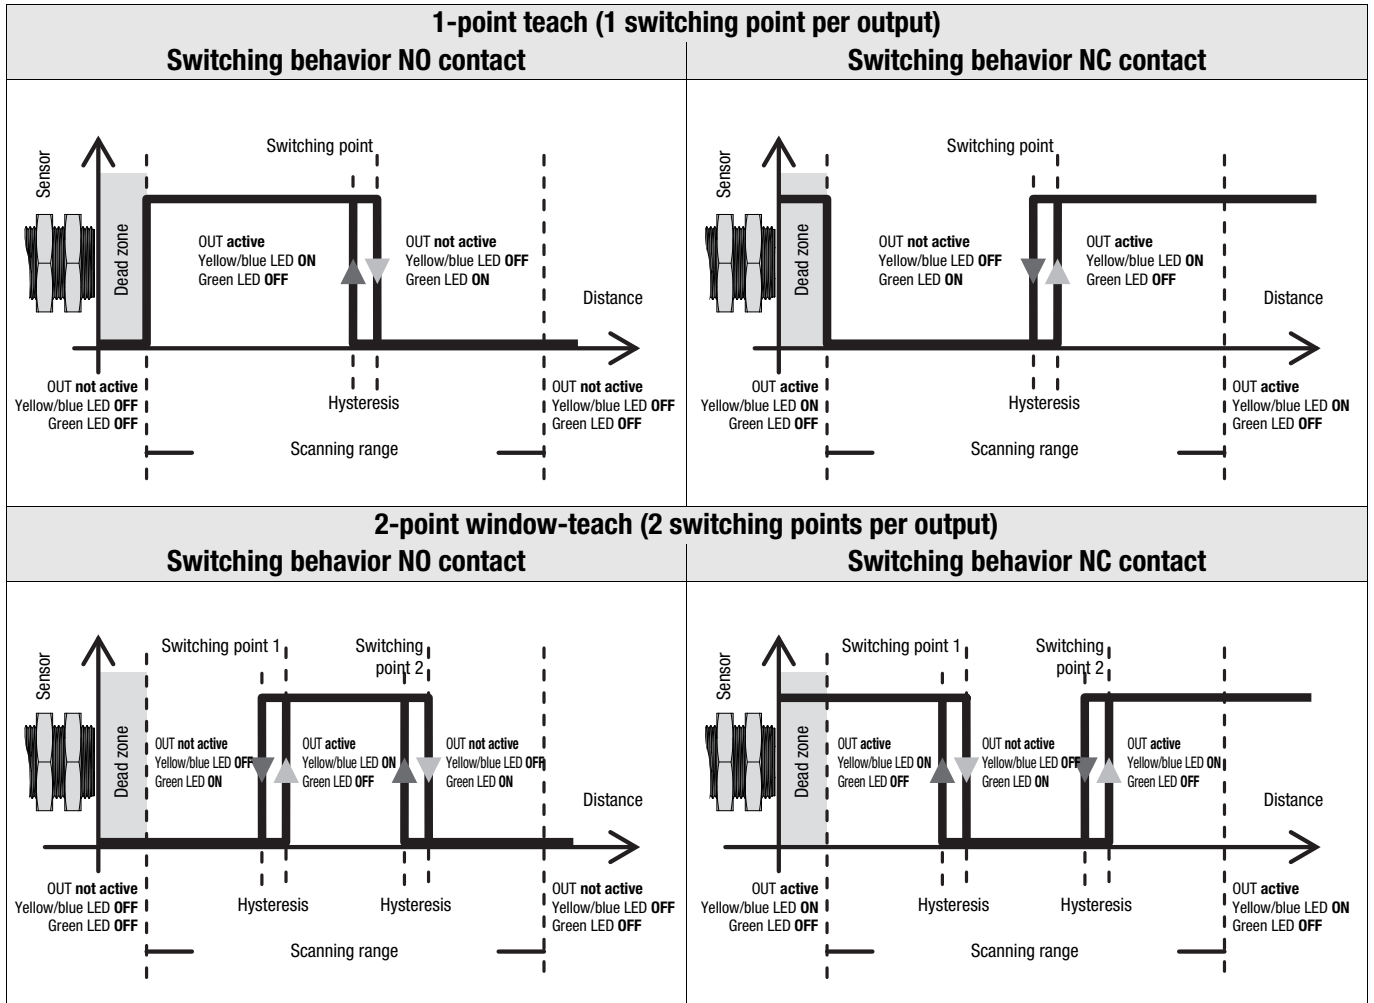 1-point teach (1 switching point per output)
Switching behavior NO contact
Switching behavior NC contact
Sensor
Switching point
Dead zone
OUT active
Yellow/blue LED ON
Green LED OFF
OUT not active
Yellow/blue LED OFF
Green LED ON
Distance
OUT not active
Yellow/blue LED OFF
Green LED OFF
Hysteresis
OUT not active
Yellow/blue LED OFF
Green LED OFF
Scanning range
Sensor
Switching point
Dead zone
OUT not active
Yellow/blue LED OFF
Green LED ON
OUT active
Yellow/blue LED ON
Green LED OFF
Distance
OUT active
Yellow/blue LED ON
Green LED OFF
Hysteresis
OUT active
Yellow/blue LED ON
Green LED OFF
Scanning range
2-point window-teach (2 switching points per output)
Switching behavior NO contact
Switching behavior NC contact
Sensor
Switching point 1
Switching
point 2
Dead zone
OUT not active
Yellow/blue LED OFF
Green LED ON
OUT active
Yellow/blue LED ON
Green LED OFF
OUT not active
Yellow/blue LED OFF
Green LED ON
Distance
OUT not active
Yellow/blue LED OFF
Green LED OFF
Hysteresis
Hysteresis
OUT not active
Yellow/blue LED OFF
Green LED OFF
Scanning range
Sensor
Switching point 1
Switching
point 2
Dead zone
OUT active
Yellow/blue LED ON
Green LED OFF
OUT not active
Yellow/blue LED OFF
Green LED ON
OUT active
Yellow/blue LED ON
Green LED OFF
Distance
OUT active
Yellow/blue LED ON
Green LED OFF
Hysteresis
Hysteresis
OUT active
Yellow/blue LED ON
Green LED OFF
Scanning range